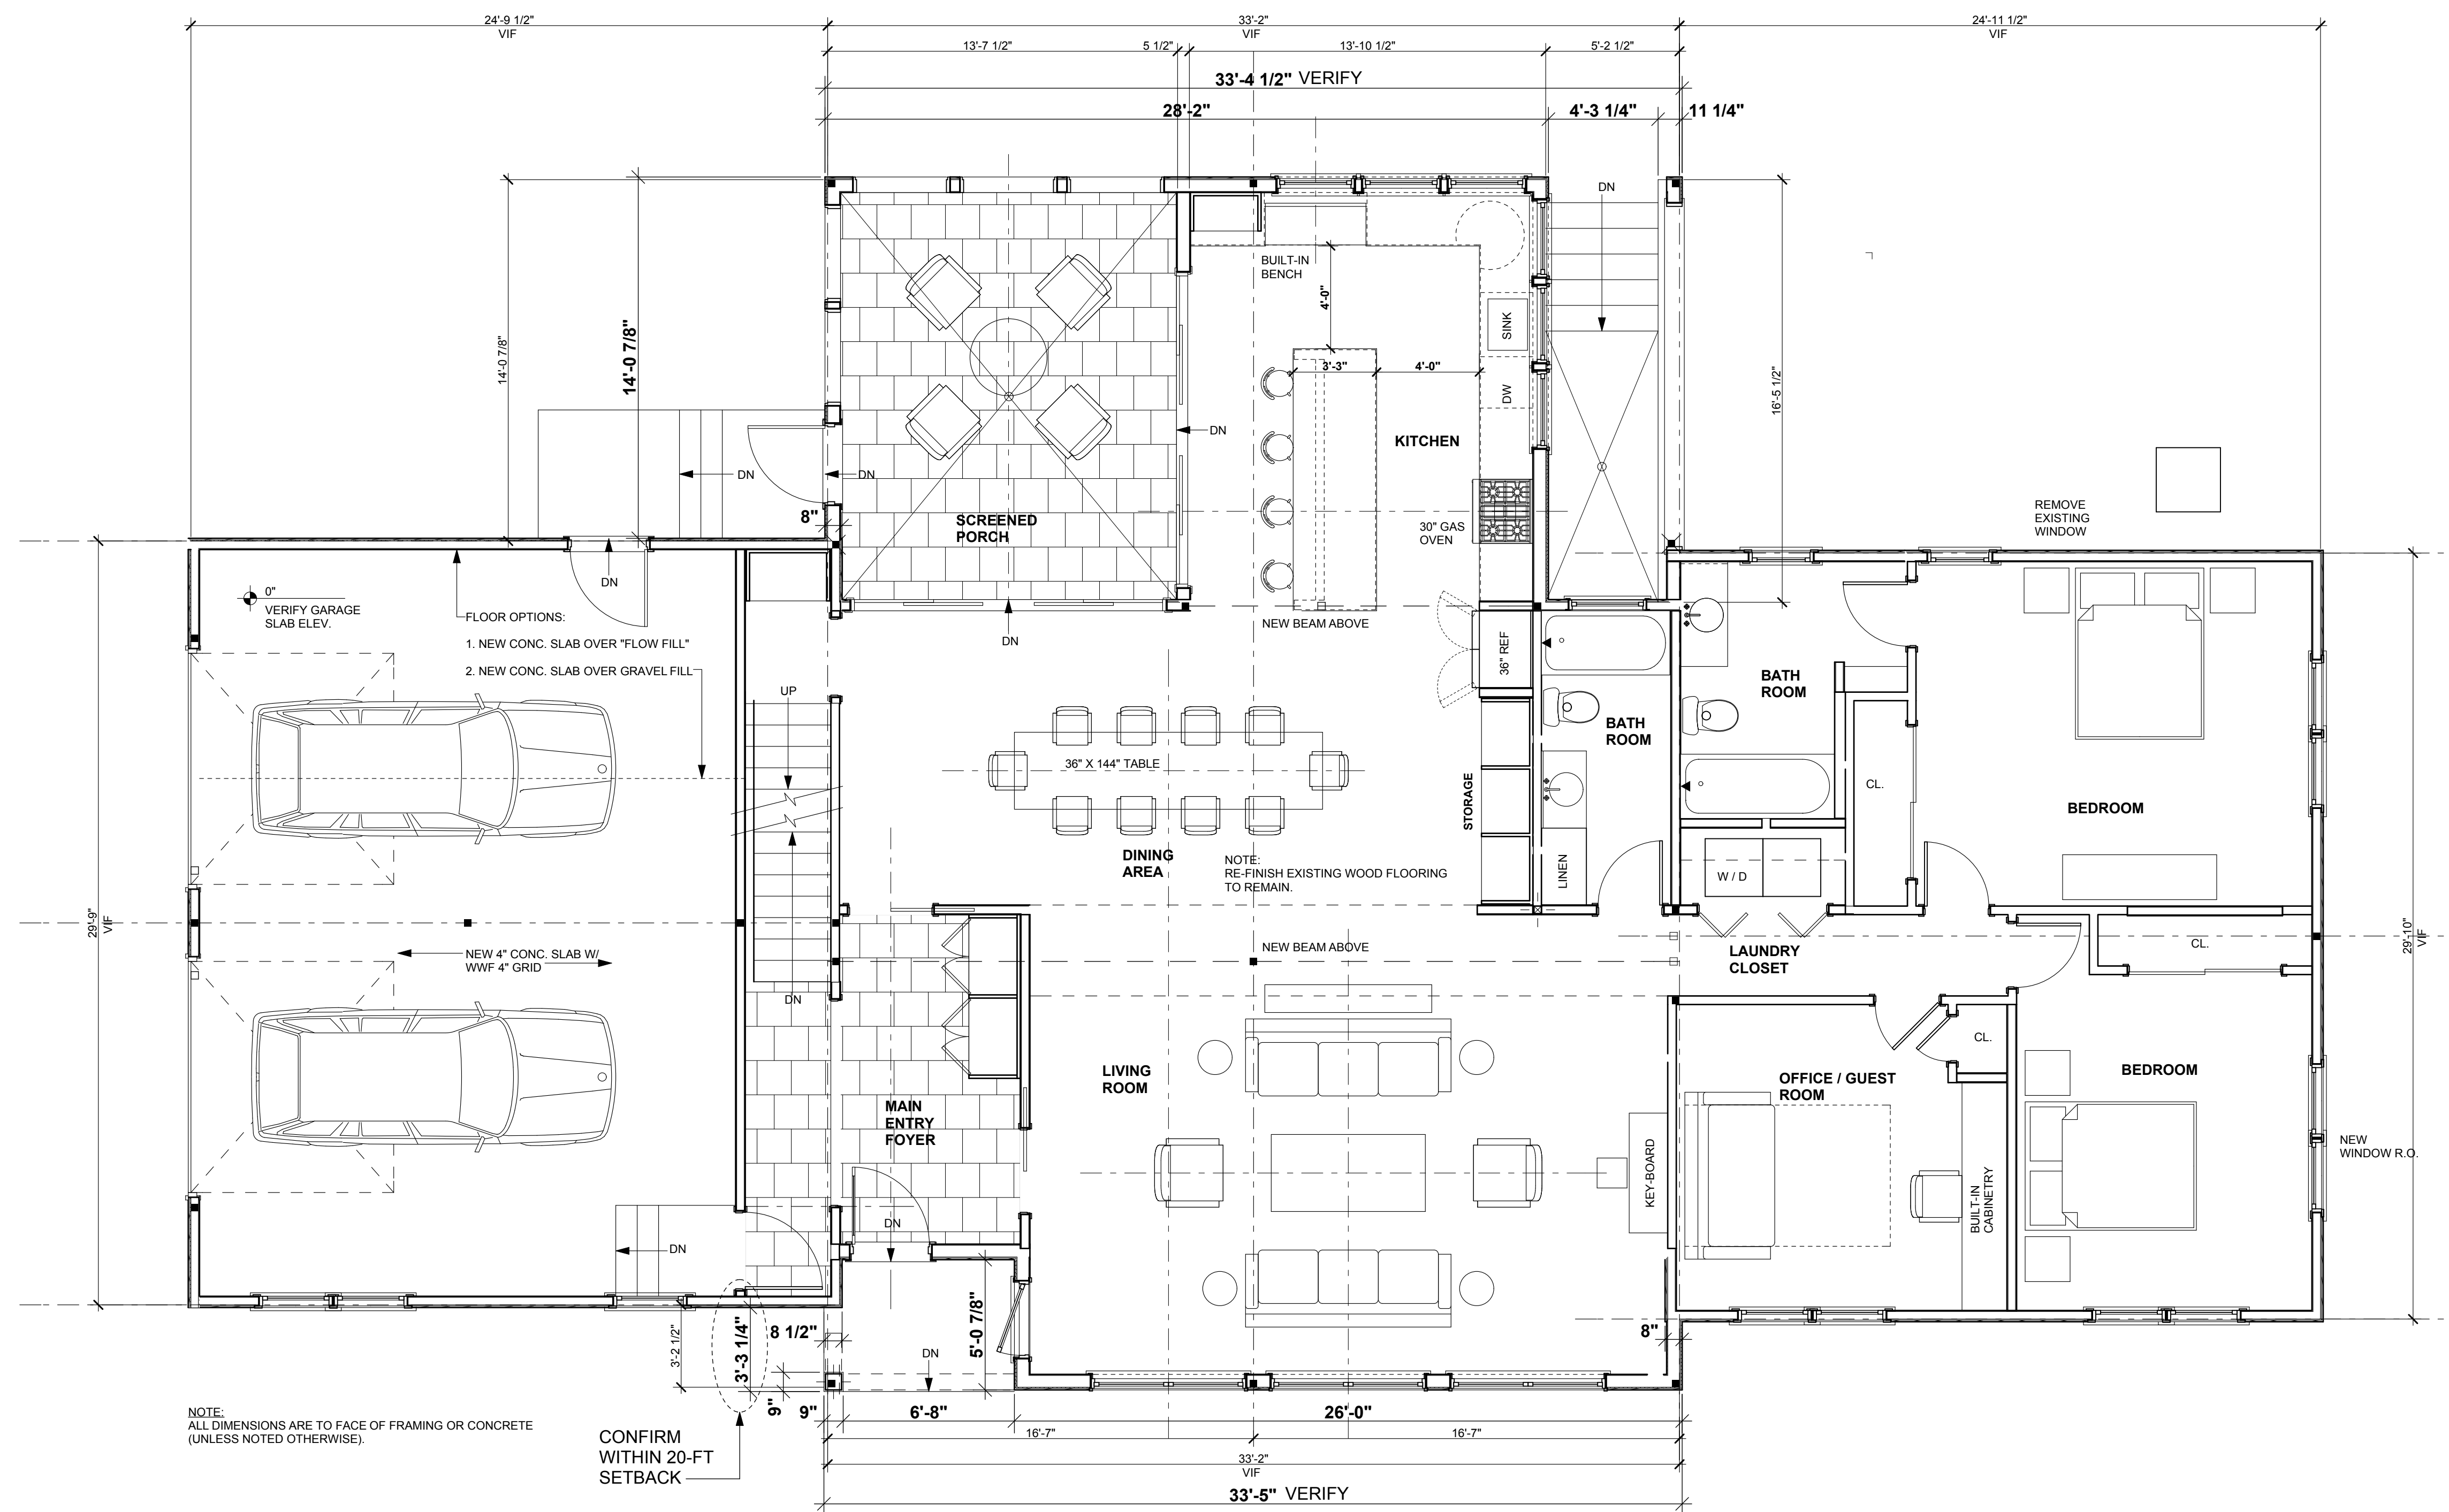 24'-9 1/2"
VIF
33'-2"
VIF
24'-11 1/2"
VIF
13'-7 1/2"
5 1/2"
13'-10 1/2"
5'-2 1/2"
33'-4 1/2" VERIFY
28'-2"
4'-3 1/4"
11 1/4"
14'-0 7/8"
14'-0 7/8"
16'-5 1/2"
DN
BUILT-IN
BENCH
4'-0"
SINK
3'-3"
4'-0"
DW
DN
KITCHEN
DN
DN
8"
SCREENED
PORCH
30" GAS
OVEN
REMOVE
EXISTING
WINDOW
DN
0"
VERIFY GARAGE
SLAB ELEV.
FLOOR OPTIONS:
1. NEW CONC. SLAB OVER "FLOW FILL"
2. NEW CONC. SLAB OVER GRAVEL FILL
DN
NEW BEAM ABOVE
36" REF
UP
BATH
ROOM
BATH
ROOM
36" X 144" TABLE
STORAGE
CL.
BEDROOM
DINING
AREA
NOTE:
RE-FINISH EXISTING WOOD FLOORING
TO REMAIN.
LINEN
W / D
29'-9"
VIF
29'-10"
VIF
NEW 4" CONC. SLAB W/
WWF 4" GRID
NEW BEAM ABOVE
LAUNDRY
CLOSET
CL.
DN
CL.
LIVING
ROOM
OFFICE / GUEST
ROOM
BEDROOM
MAIN
ENTRY
FOYER
KEY-BOARD
BUILT-IN
CABINETRY
NEW
WINDOW R.O.
DN
DN
3'-2 1/2"
3'-3 1/4"
8 1/2"
5'-0 7/8"
DN
8"
9"
9"
6'-8"
26'-0"
NOTE:
ALL DIMENSIONS ARE TO FACE OF FRAMING OR CONCRETE
(UNLESS NOTED OTHERWISE).
CONFIRM
WITHIN 20-FT
SETBACK
16'-7"
16'-7"
33'-2"
VIF
33'-5" VERIFY